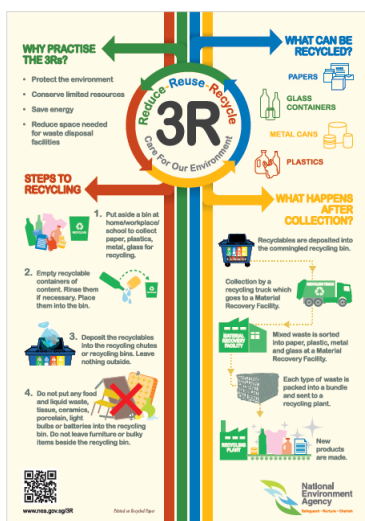 WHY PRACTISE
THE 3Rs?
• Protect the environment
• Conserve limited resources
• Save energy
• Reduce space needed
for waste disposal
facilities
Reduce-Reuse-Recycle
3R
Care For Our Environment
WHAT CAN BE
RECYCLED?
PAPERS
GLASS
CONTAINERS
METAL CANS
PLASTICS
STEPS TO
RECYCLING
1. Put aside a bin at
home/workplace/
school to collect
paper, plastics,
metal, glass for
recycling.
2. Empty recyclable
containers of
content. Rinse them
if necessary. Place
them into the bin.
3. Deposit the recyclables
into the recycling chutes
or recycling bins. Leave
nothing outside.
4. Do not put any food
and liquid waste,
tissue, ceramics,
porcelain, light
bulbs or batteries into the recycling
bin. Do not leave furniture or bulky
items beside the recycling bin.
WHAT HAPPENS
AFTER
COLLECTION?
Recyclables are deposited into
the commingled recycling bin.
Collection by
a recycling truck which
goes to a Material
Recovery Facility.
MATERIAL
RECOVERY
FACILITY
Mixed waste is sorted
into paper, plastic, metal
and glass at a Material
Recovery Facility.
Each type of waste is
packed into a bundle
and sent to a
recycling plant.
RECYCLING
PLANT
New
products
are made.
www.nea.gov.sg/3R
Printed on Recycled Paper
National
Environment
Agency
Safeguard • Nurture • Cherish